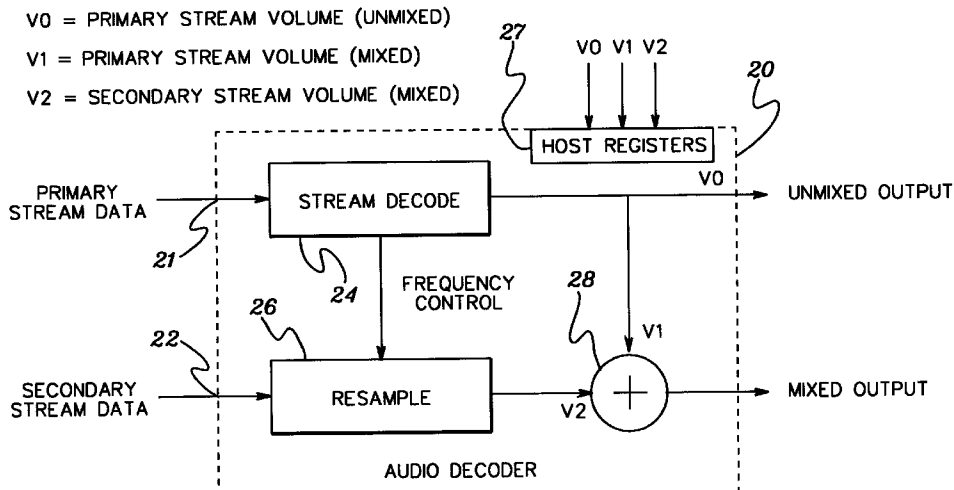 V0 = PRIMARY STREAM VOLUME (UNMIXED)
V1 = PRIMARY STREAM VOLUME (MIXED)
V2 = SECONDARY STREAM VOLUME (MIXED)
27
V0 V1 V2
20
HOST REGISTERS
PRIMARY
STREAM DATA
21
STREAM DECODE
24
V0
UNMIXED OUTPUT
FREQUENCY
CONTROL
26
28
V1
22
SECONDARY
STREAM DATA
RESAMPLE
V2
+
MIXED OUTPUT
AUDIO DECODER